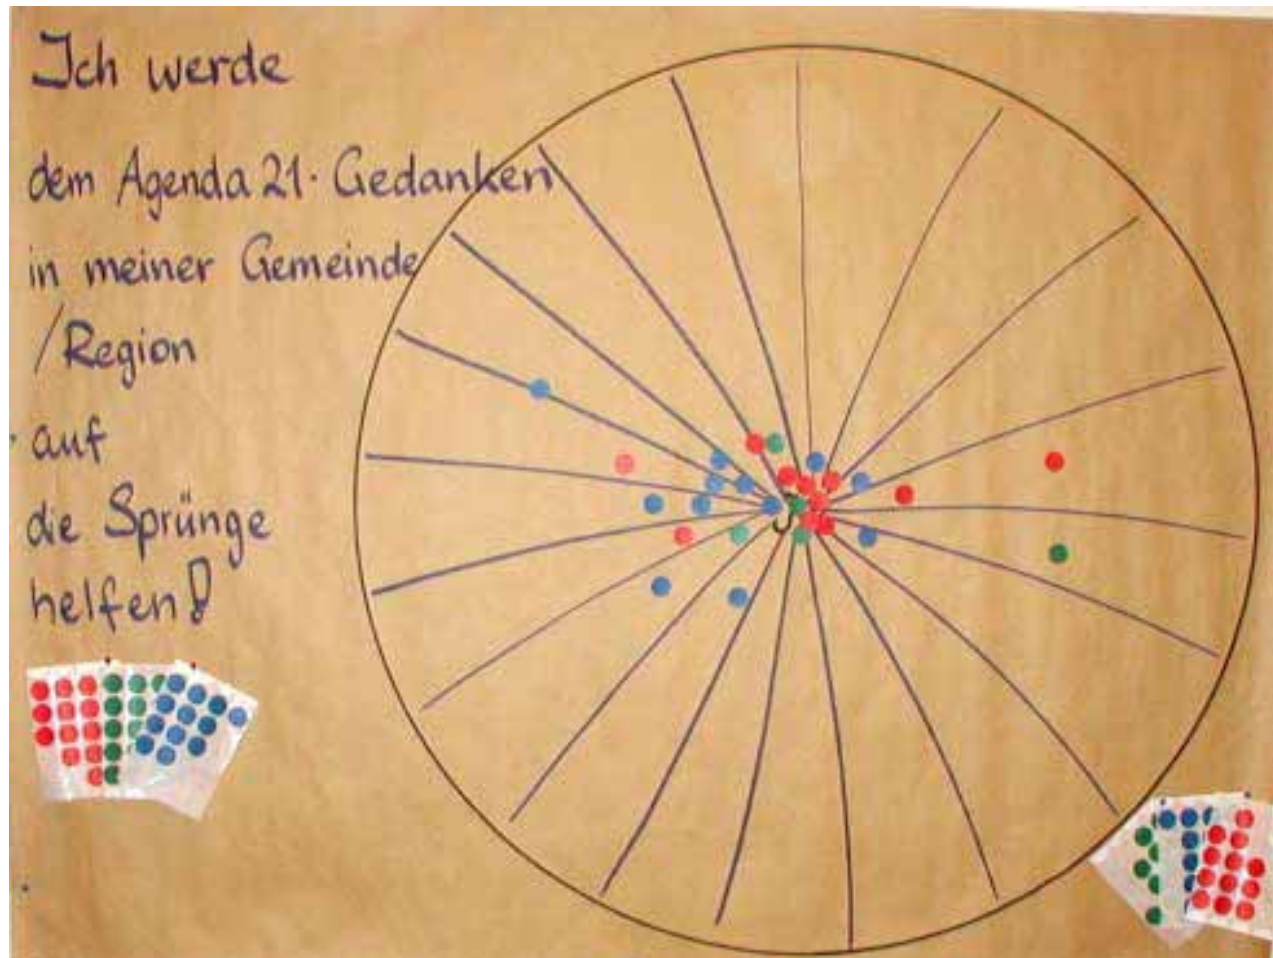 Ich werde
dem Agenda 21-Gedanken
in meiner Gemeinde
/Region
auf
die Sprünge
helfen!